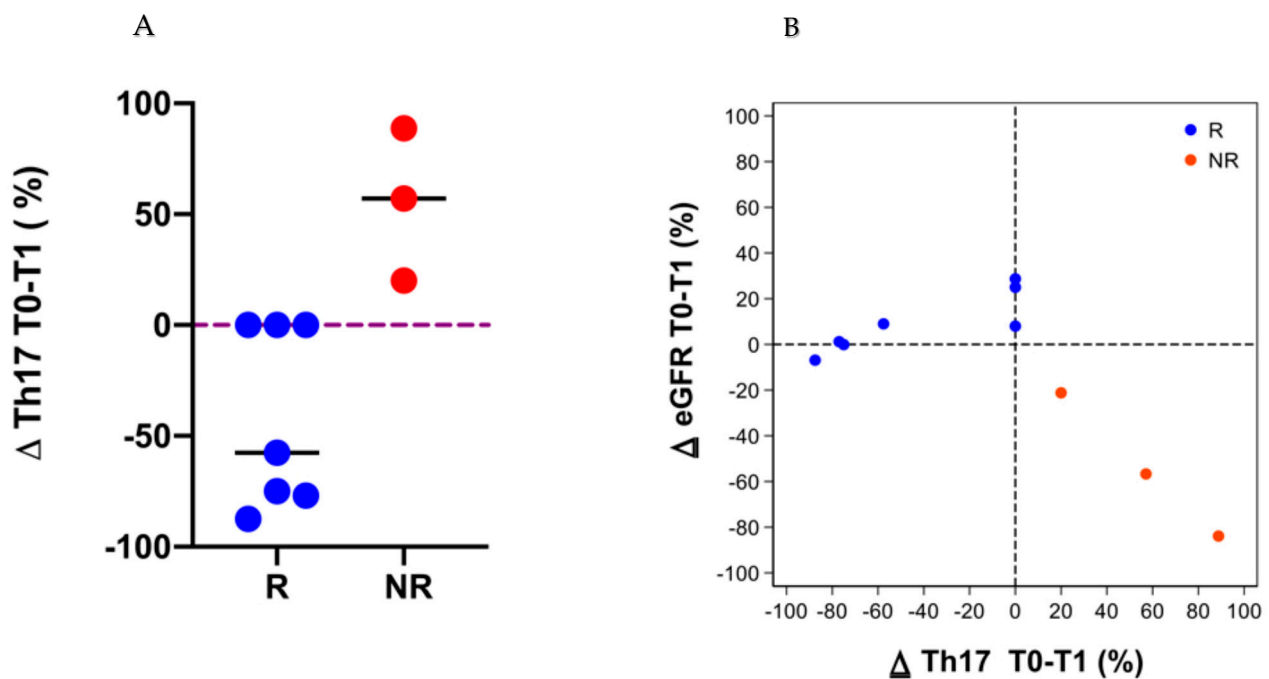 A
Δ Th17 T0-T1 ( %)
100
50
0
-50
-100
R
NR
B
Δ eGFR T0-T1 (%)
100
80
60
40
20
0
-20
-40
-60
-80
-100
R
NR
-100 -80 -60 -40 -20 0 20 40 60 80 100
Δ Th17 T0-T1 (%)